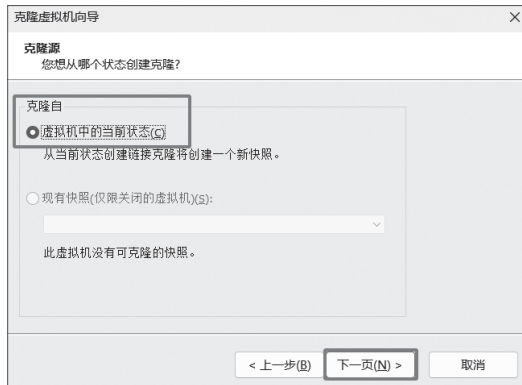 克隆虚拟机向导
克隆源
您想从哪个状态创建克隆?
克隆自
虚拟机中的当前状态(C)
从当前状态创建链接克隆将创建一个新快照。
现有快照(仅限关闭的虚拟机)(S):
此虚拟机没有可克隆的快照。
< 上一步(B) 下一页(N) > 取消